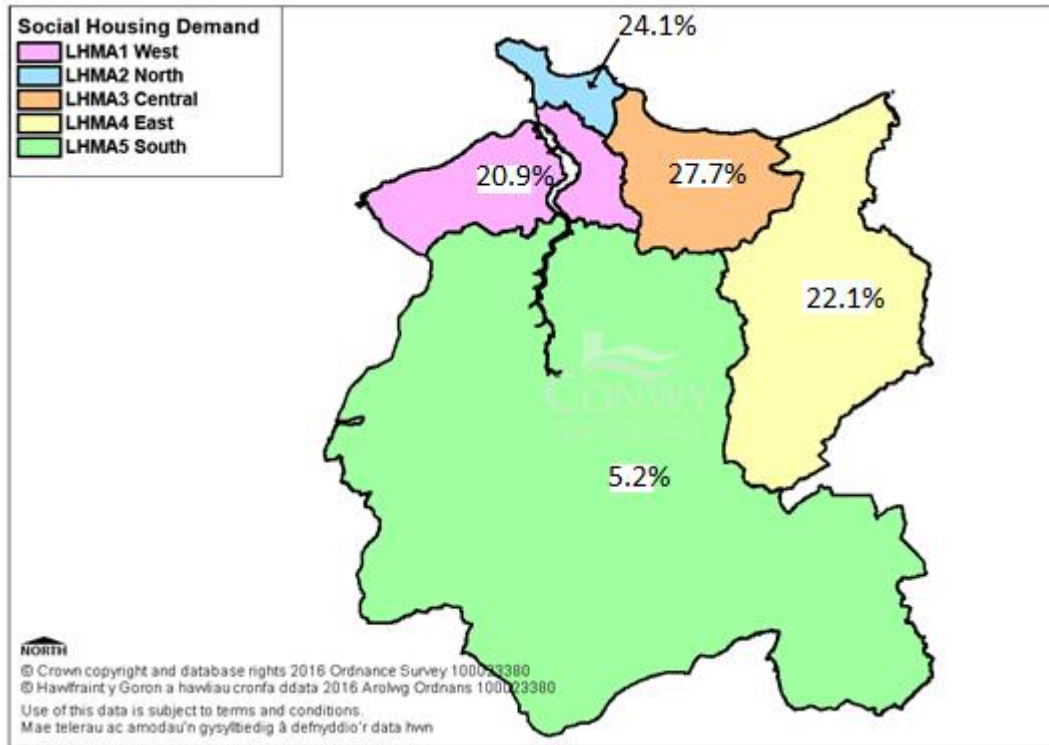 Social Housing Demand
LHMA1 West
LHMA2 North
LHMA3 Central
LHMA4 East
LHMA5 South
24.1%
20.9%
27.7%
22.1%
CONWY
5.2%
NORTH
© Crown copyright and database rights 2016 Ordnance Survey 100023380
© Hawlfraint y Goron a hawliau cronfa ddata 2016 Arolwg Ordnans 100023380
Use of this data is subject to terms and conditions.
Mae telerau ac amodau'n gysylltiedig â defnyddio'r data hwn